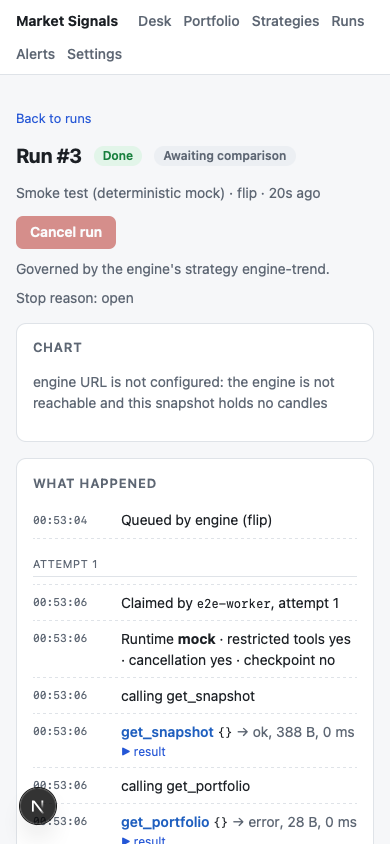 Market Signals Desk Portfolio Strategies Runs
Alerts Settings
Back to runs
Run #3 Done Awaiting comparison
Smoke test (deterministic mock) · flip · 20s ago
Cancel run
Governed by the engine's strategy engine-trend.
Stop reason: open
CHART
engine URL is not configured: the engine is not
reachable and this snapshot holds no candles
WHAT HAPPENED
00:53:04 Queued by engine (flip)
ATTEMPT 1
00:53:06 Claimed by e2e-worker, attempt 1
00:53:06 Runtime mock · restricted tools yes
· cancellation yes · checkpoint no
00:53:06 calling get_snapshot
00:53:06 get_snapshot {} → ok, 388 B, 0 ms
▶ result
00:53:06 calling get_portfolio
N
53:06 get_portfolio {} → error, 28 B, 0 ms
▶ result